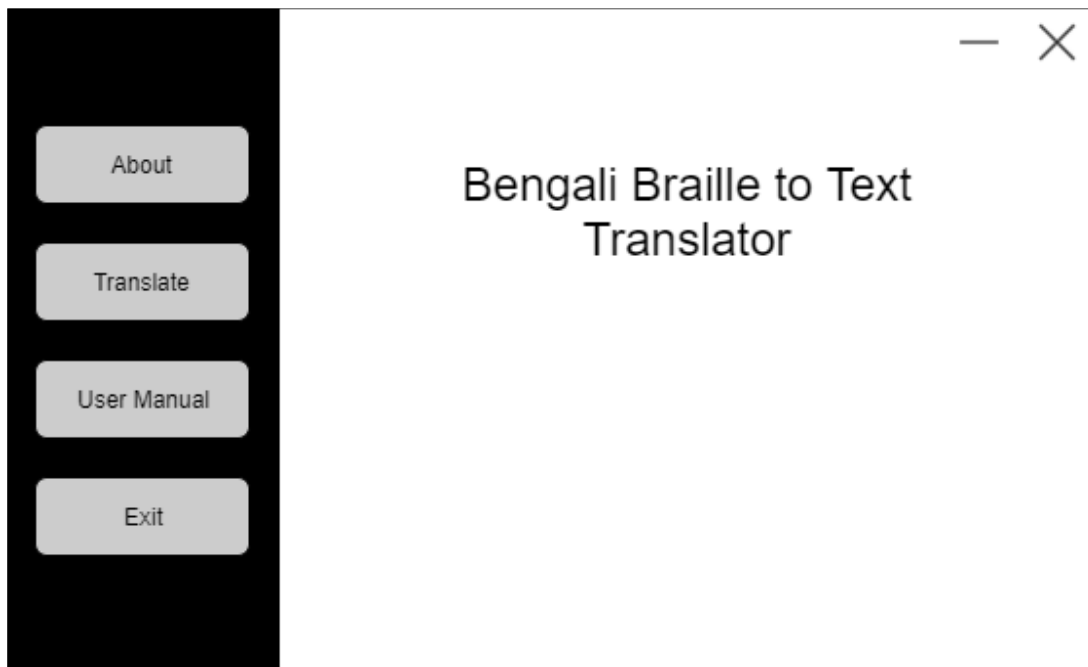 About
Translate
User Manual
Exit
Bengali Braille to Text
Translator